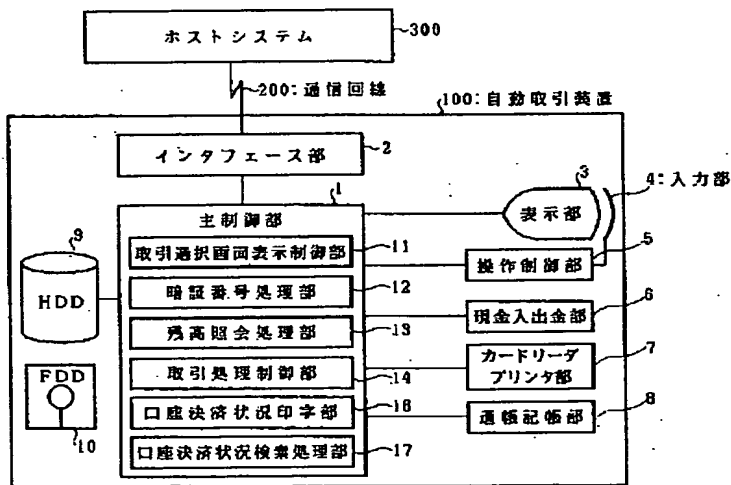 ホストシステム
300
200:通信回線
100:自動取引装置
インタフェース部
2
3
4:入力部
1
主制御部
表示部
9
取引選択画面表示制御部
11
5
操作制御部
HDD
暗証番号処理部
12
6
現金入出金部
残高照会処理部
13
カードリーダ
プリンタ部
7
FDD
取引処理制御部
14
10
口座決済状況印字部
16
通帳記帳部
8
口座決済状況検索処理部
17